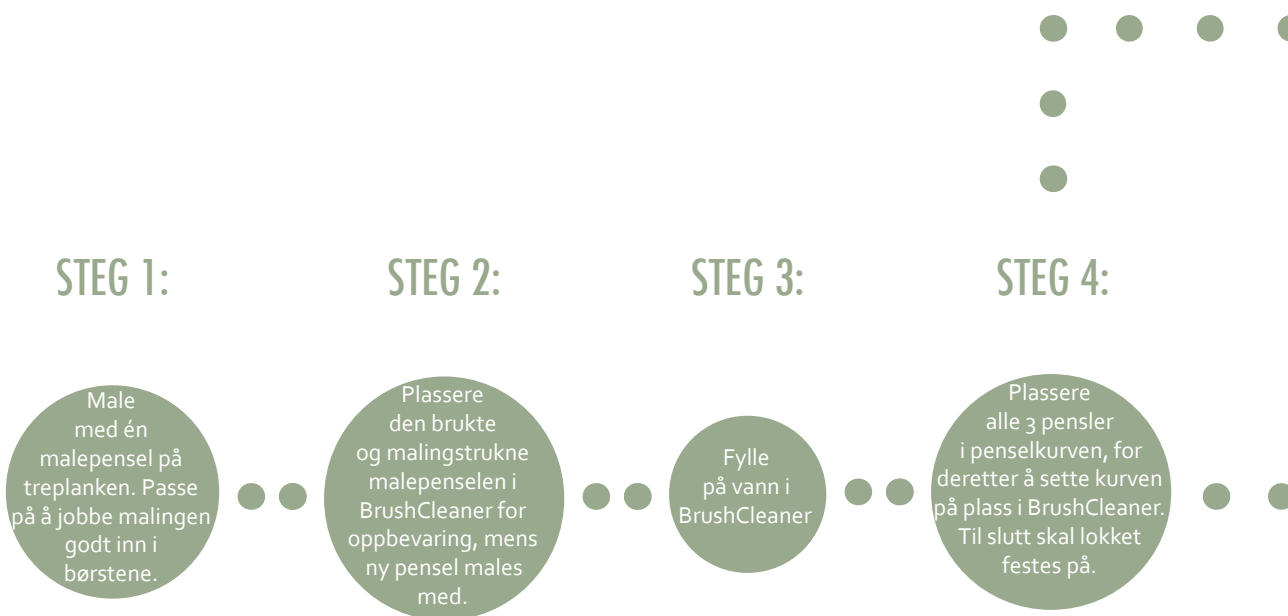 STEG 1:
Male
med én
malepensel på
treplanken. Passe
på å jobbe malingen
godt inn i
børstene.
STEG 2:
Plassere
den brukte
og malingstrukne
malepenselen i
BrushCleaner for
oppbevaring, mens
ny pensel males
med.
STEG 3:
Fylle
på vann i
BrushCleaner
STEG 4:
Plassere
alle 3 pensler
i penselkurven, for
deretter å sette kurven
på plass i BrushCleaner.
Til slutt skal lokket
festes på.